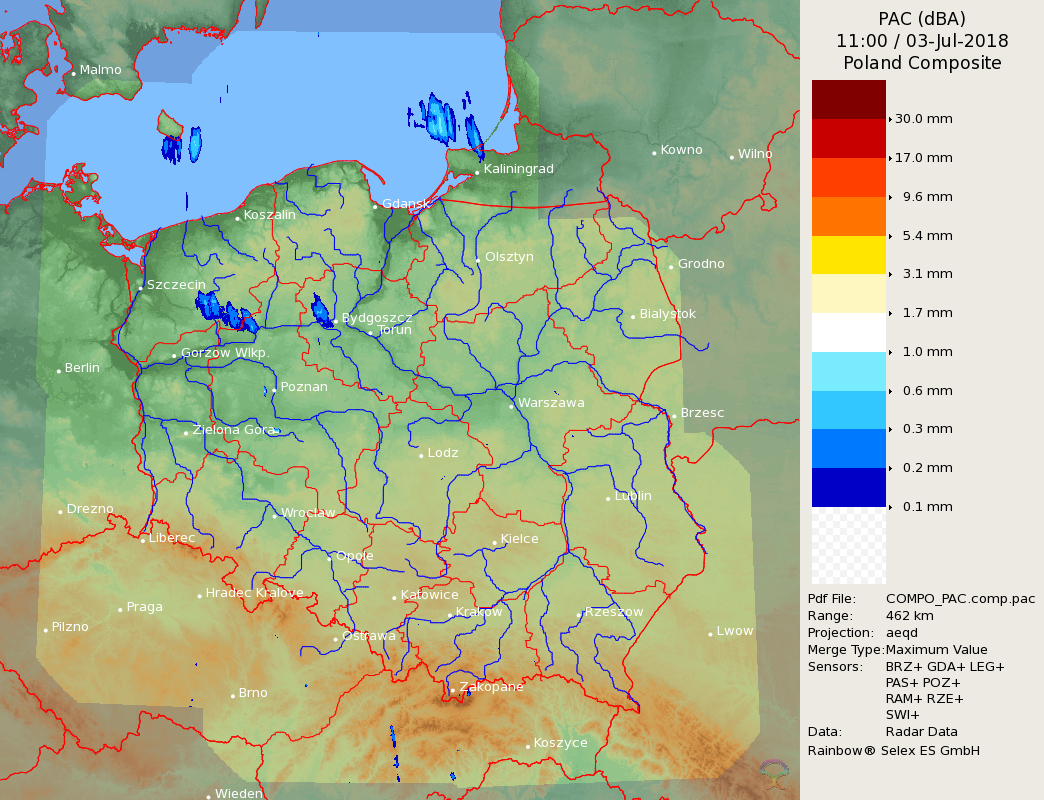 PAC (dBA)
11:00 / 03-Jul-2018
Poland Composite
30.0 mm
17.0 mm
9.6 mm
5.4 mm
3.1 mm
1.7 mm
1.0 mm
0.6 mm
0.3 mm
0.2 mm
0.1 mm
Pdf File: COMPO_PAC.comp.pac
Range: 462 km
Projection: aeqd
Merge Type: Maximum Value
Sensors: BRZ+ GDA+ LEG+
PAS+ POZ+
RAM+ RZE+
SWI+
Data: Radar Data
Rainbow® Selex ES GmbH
Malmo
Kowno
Wilno
Kaliningrad
Gdansk
Koszalin
Olsztyn
Grodno
Szczecin
Bydgoszcz
Bialystok
Torun
Gorzow Wlkp.
Berlin
Poznan
Warszawa
Brzesc
Zielona Gora
Lodz
Lublin
Drezno
Wroclaw
Liberec
Kielce
Opole
Hradec Kralove
Katowice
Praga
Krakow
Rzeszow
Pilzno
Ostrawa
Lwow
Brno
Zakopane
Koszyce
Wieden